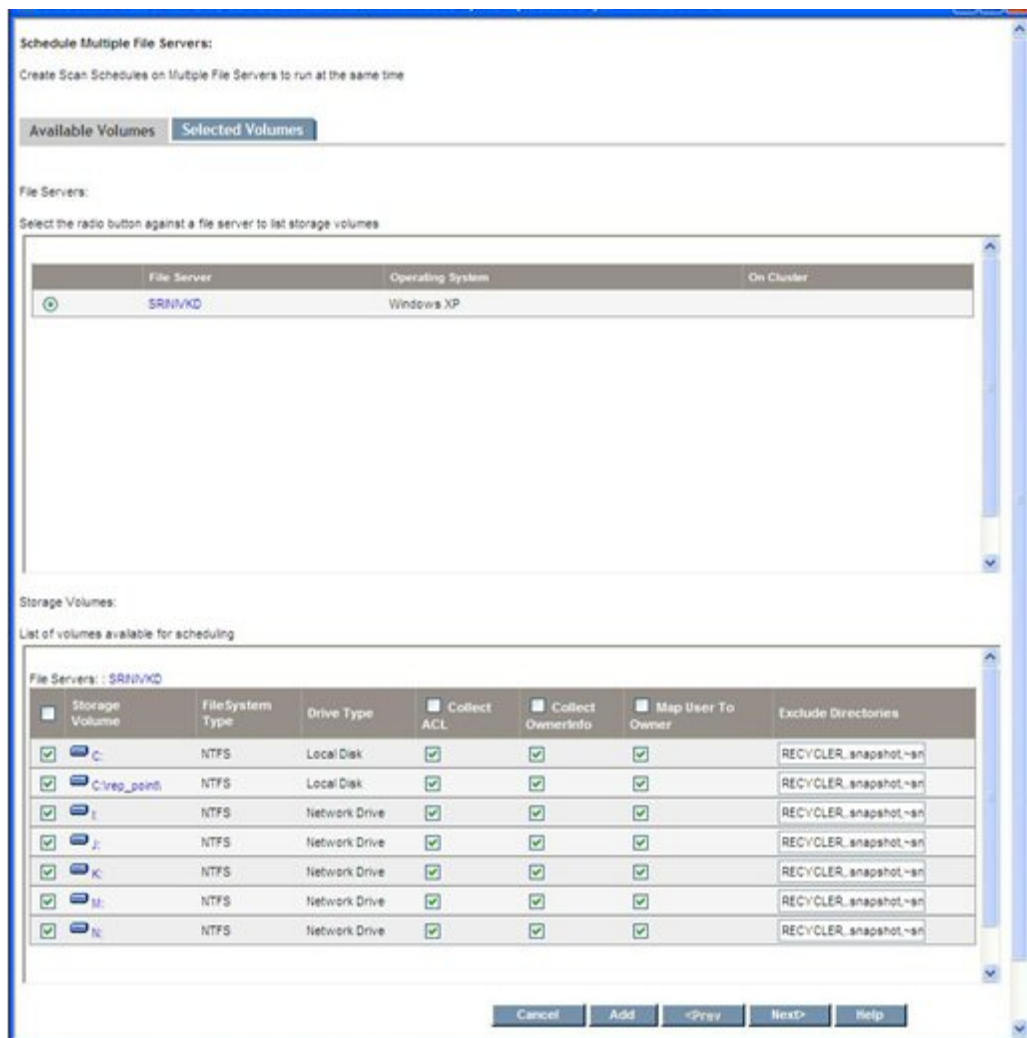 Schedule Multiple File Servers:
Create Scan Schedules on Multiple File Servers to run at the same time
Available Volumes Selected Volumes
File Servers:
Select the radio button against a file server to list storage volumes
File Server Operating System On Cluster
SRINIVKD Windows XP
Storage Volumes:
List of volumes available for scheduling
File Servers: : SRINIVKD
Storage Volume FileSystem Type Drive Type Collect ACL Collect OwnerInfo Map User To Owner Exclude Directories
C: NTFS Local Disk RECYCLER,.snapshot,~sn
C:\rep_point\ NTFS Local Disk RECYCLER,.snapshot,~sn
I: NTFS Network Drive RECYCLER,.snapshot,~sn
J: NTFS Network Drive RECYCLER,.snapshot,~sn
K: NTFS Network Drive RECYCLER,.snapshot,~sn
M: NTFS Network Drive RECYCLER,.snapshot,~sn
N: NTFS Network Drive RECYCLER,.snapshot,~sn
Cancel Add <Prev Next> Help